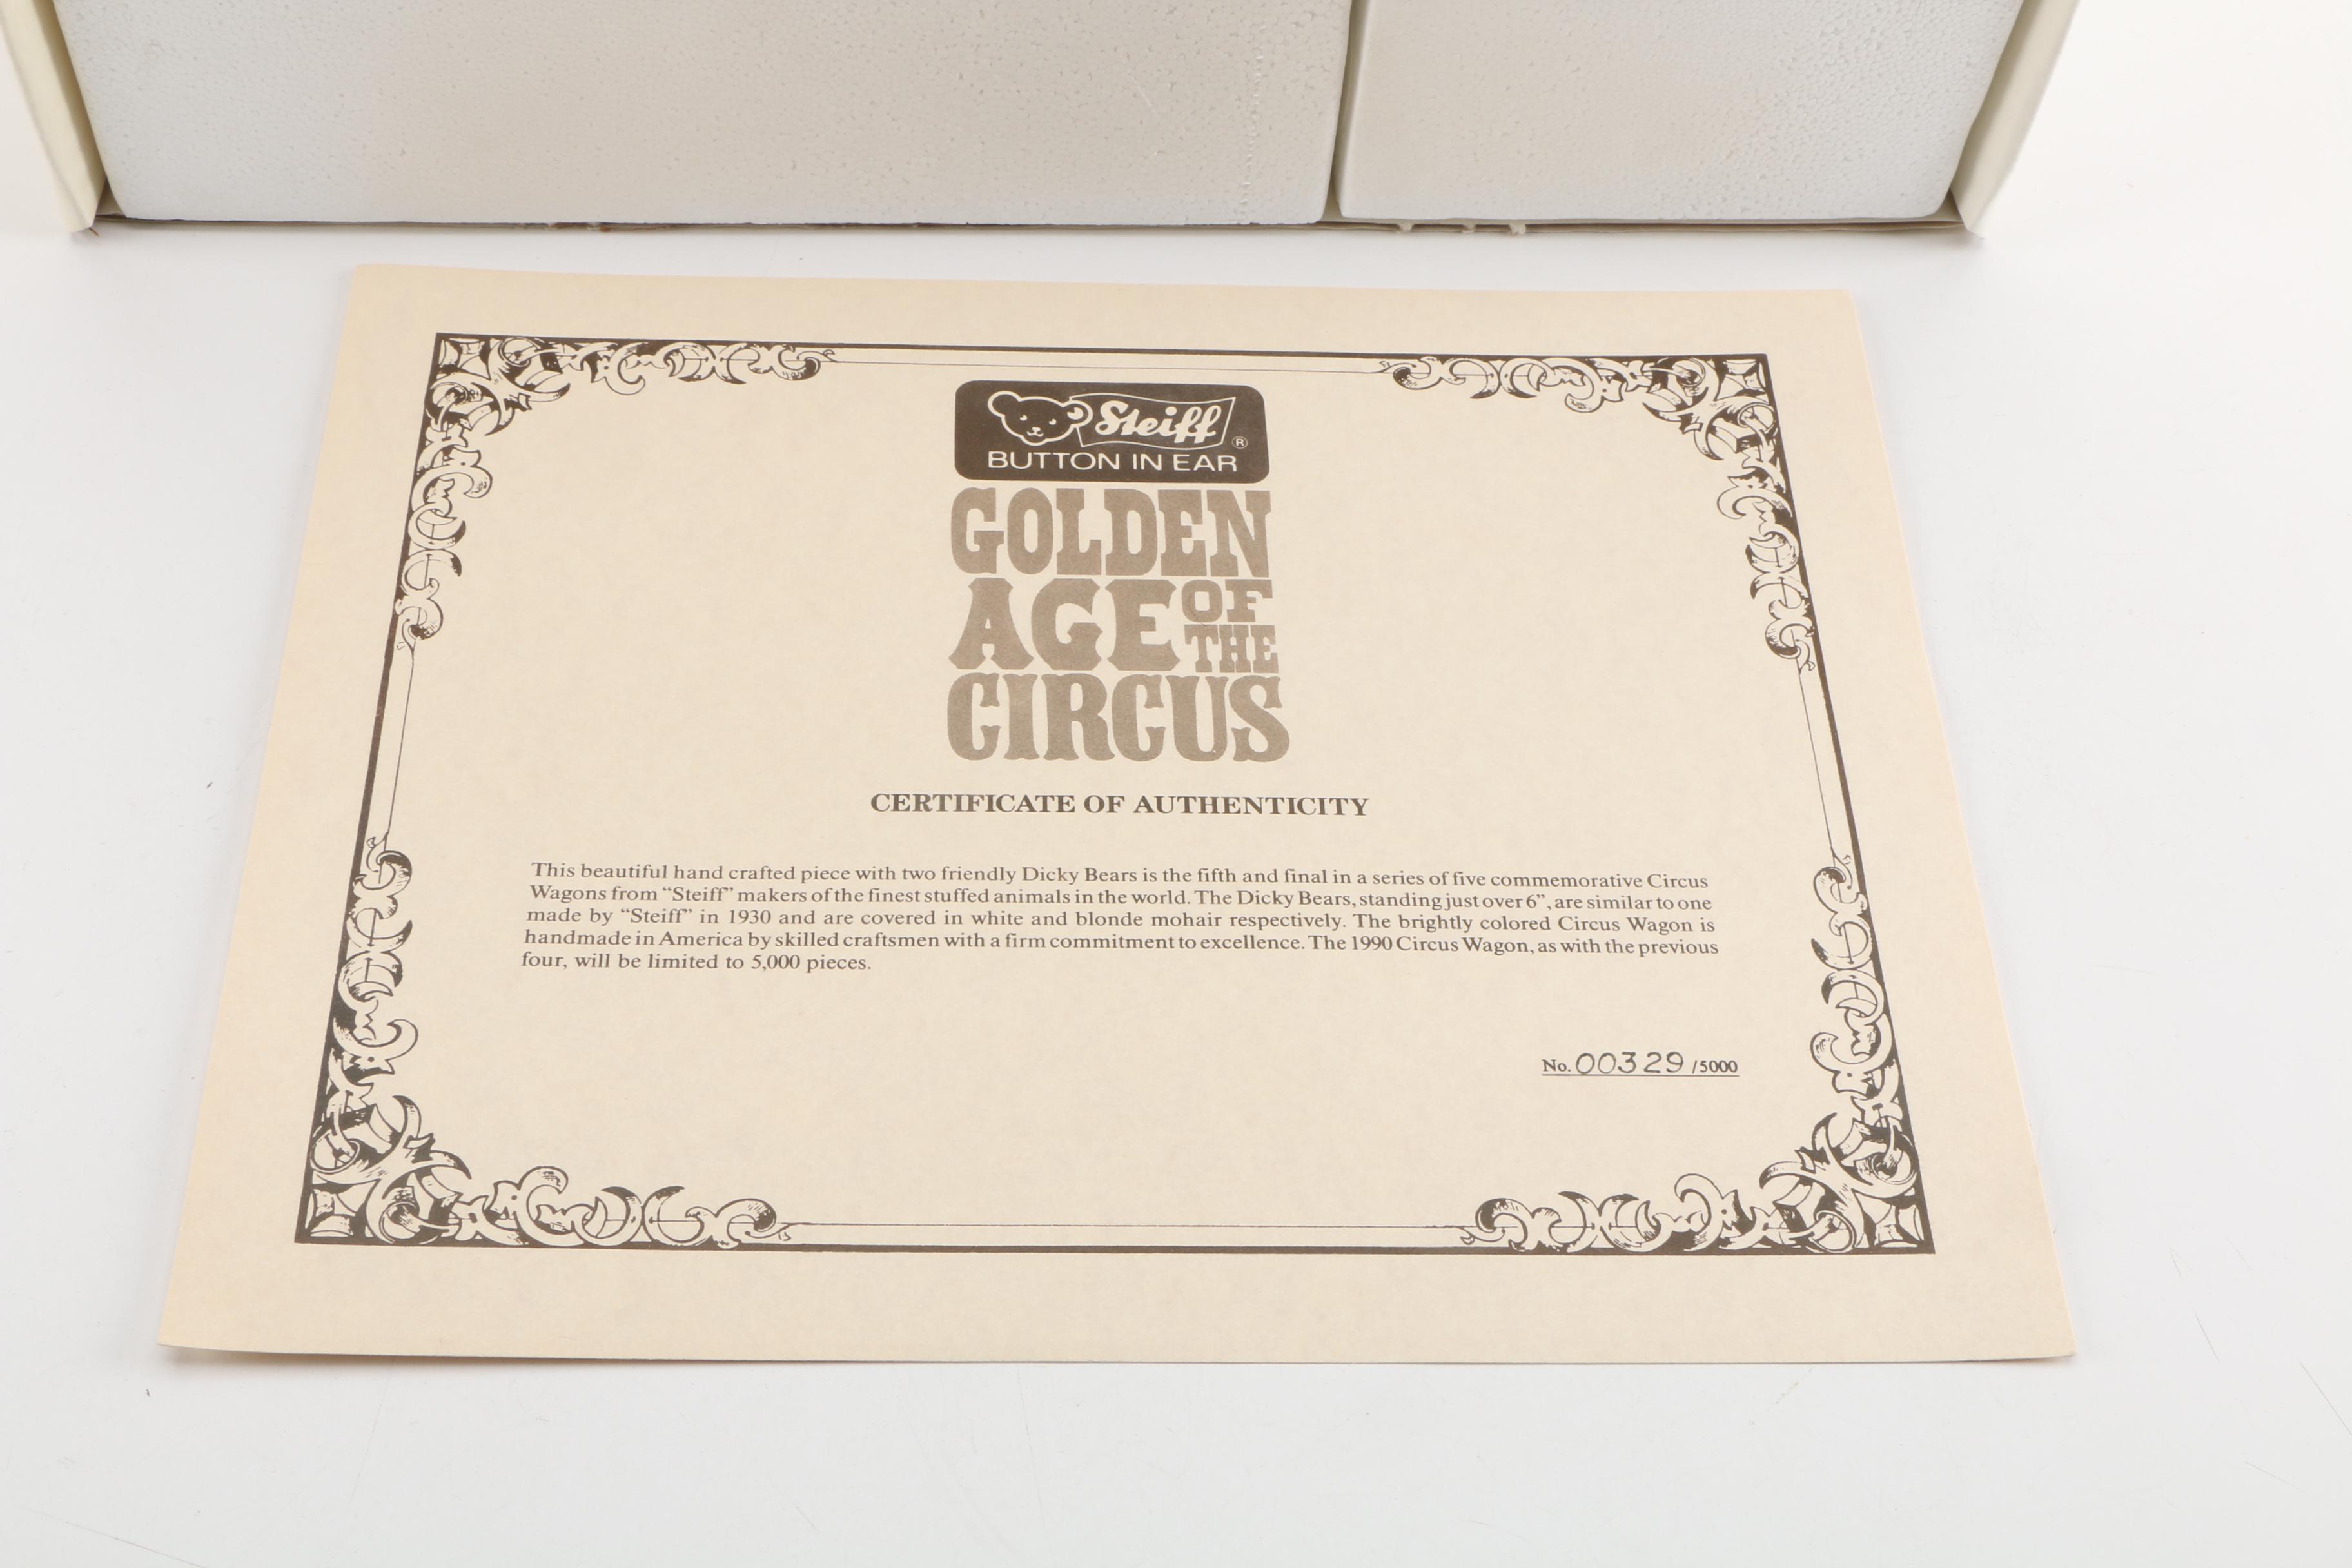 Steiff ®
BUTTON IN EAR
GOLDEN
AGE OF
THE
CIRCUS
CERTIFICATE OF AUTHENTICITY
This beautiful hand crafted piece with two friendly Dicky Bears is the fifth and final in a series of five commemorative Circus
Wagons from “Steiff” makers of the finest stuffed animals in the world. The Dicky Bears, standing just over 6”, are similar to one
made by “Steiff” in 1930 and are covered in white and blonde mohair respectively. The brightly colored Circus Wagon is
handmade in America by skilled craftsmen with a firm commitment to excellence. The 1990 Circus Wagon, as with the previous
four, will be limited to 5,000 pieces.
No. 00329 /5000